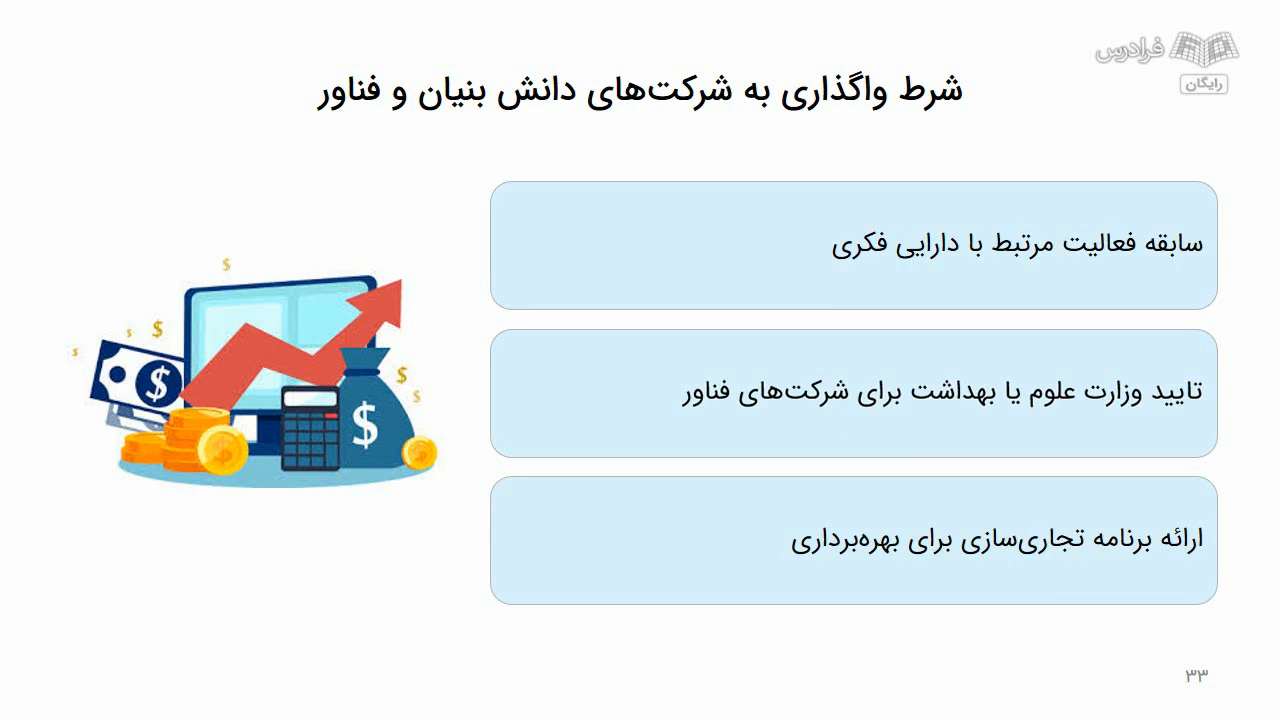 فرادرس
رایگان
شرط واگذاری به شرکت‌های دانش بنیان و فناور
سابقه فعالیت مرتبط با دارایی فکری
تایید وزارت علوم یا بهداشت برای شرکت‌های فناور
ارائه برنامه تجاری‌سازی برای بهره‌برداری
$
$
$
$
$
$
$
$
۳۳